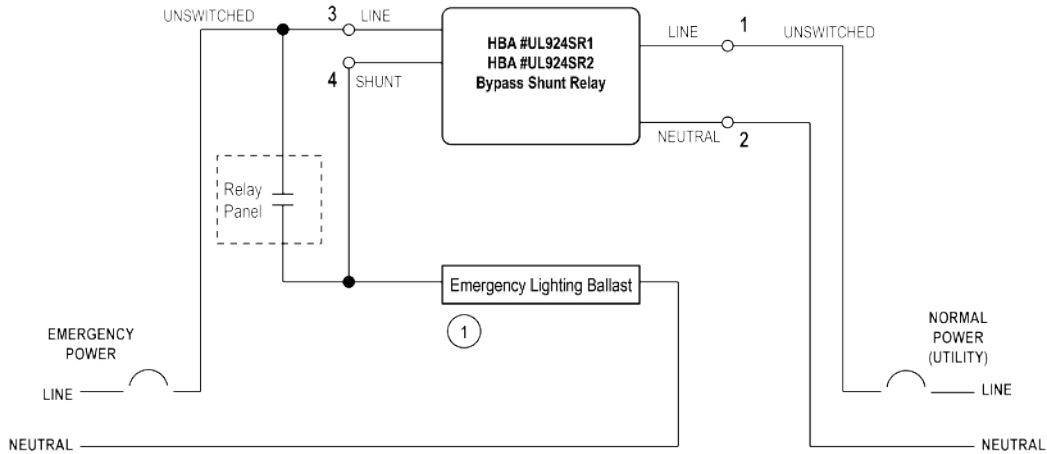 UNSWITCHED
3
LINE
4
SHUNT
HBA #UL924SR1
HBA #UL924SR2
Bypass Shunt Relay
LINE
1
UNSWITCHED
NEUTRAL
2
Relay
Panel
Emergency Lighting Ballast
1
EMERGENCY
POWER
LINE
NEUTRAL
NORMAL
POWER
(UTILITY)
LINE
NEUTRAL